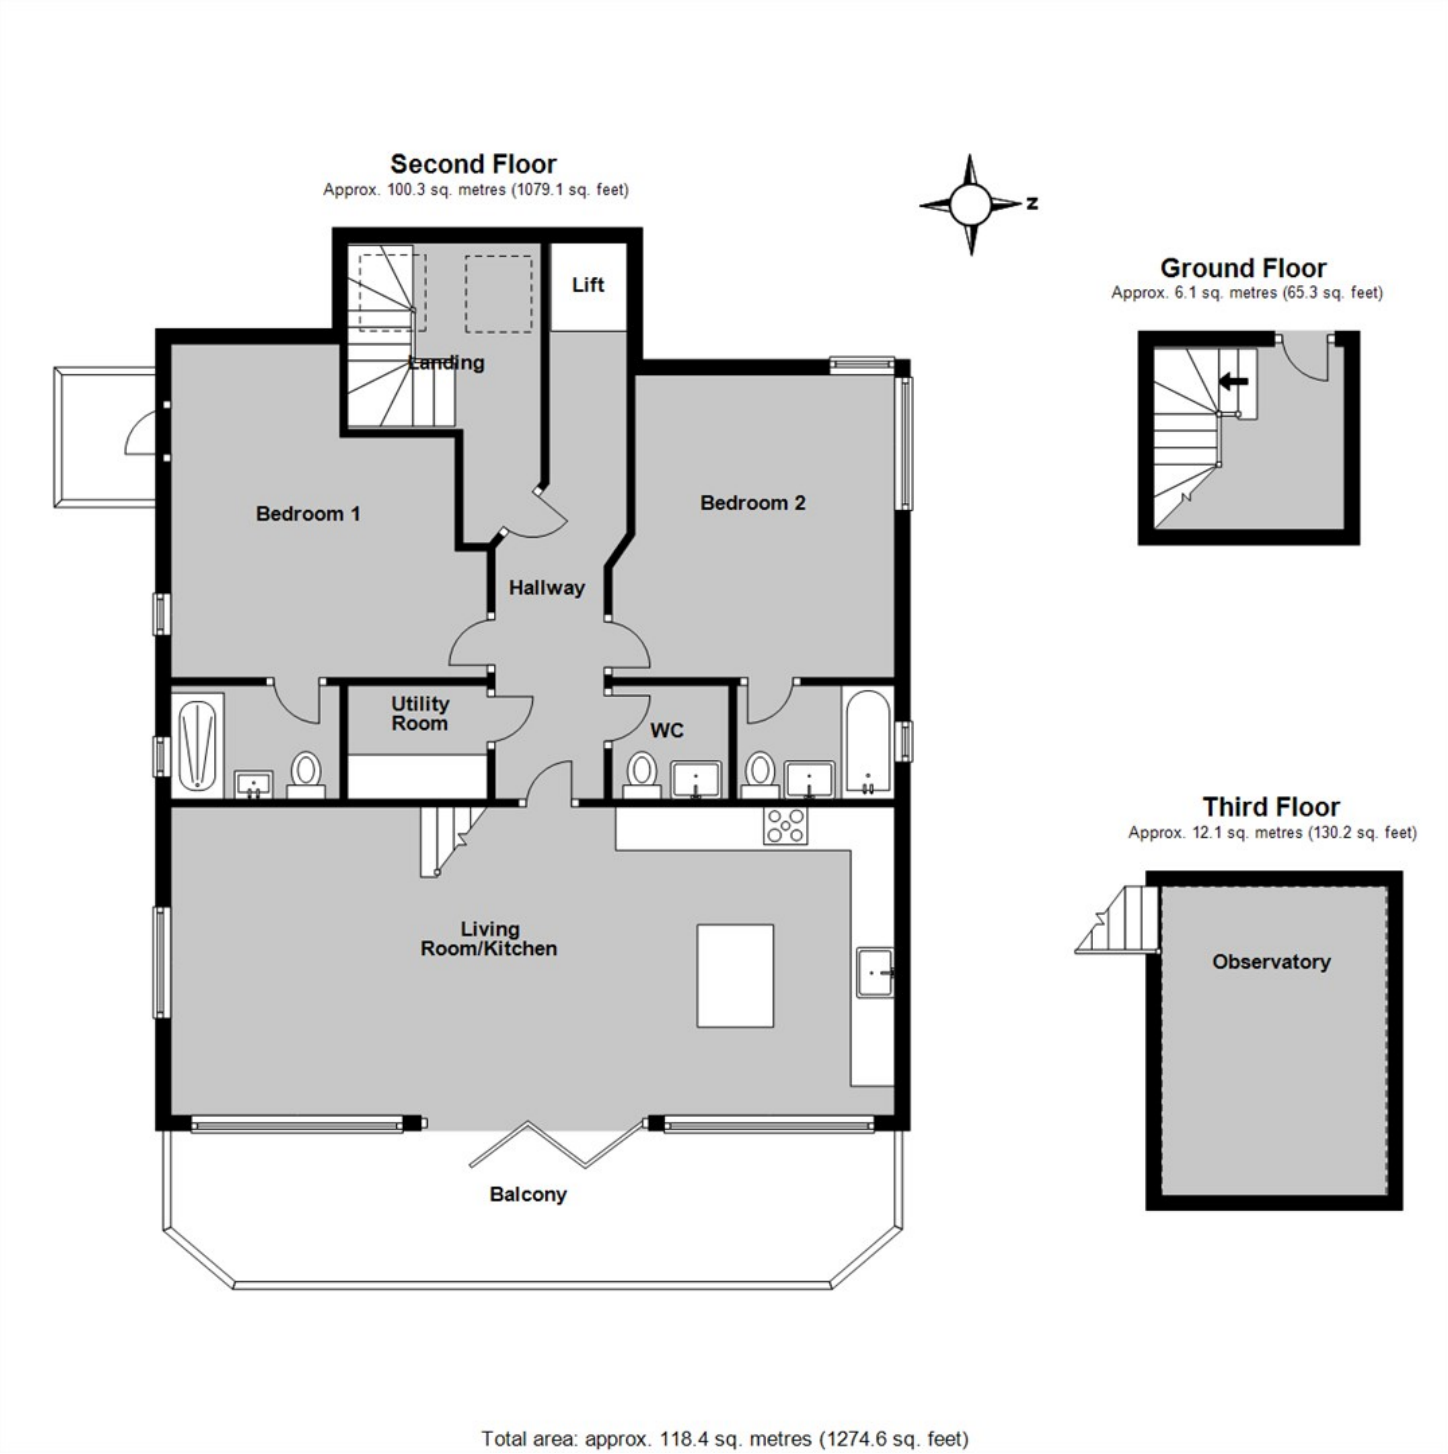 Second Floor
Approx. 100.3 sq. metres (1079.1 sq. feet)
Z
Ground Floor
Approx. 6.1 sq. metres (65.3 sq. feet)
Lift
Landing
Bedroom 1
Bedroom 2
Hallway
Utility
Room
WC
Living
Room/Kitchen
Balcony
Third Floor
Approx. 12.1 sq. metres (130.2 sq. feet)
Observatory
Total area: approx. 118.4 sq. metres (1274.6 sq. feet)